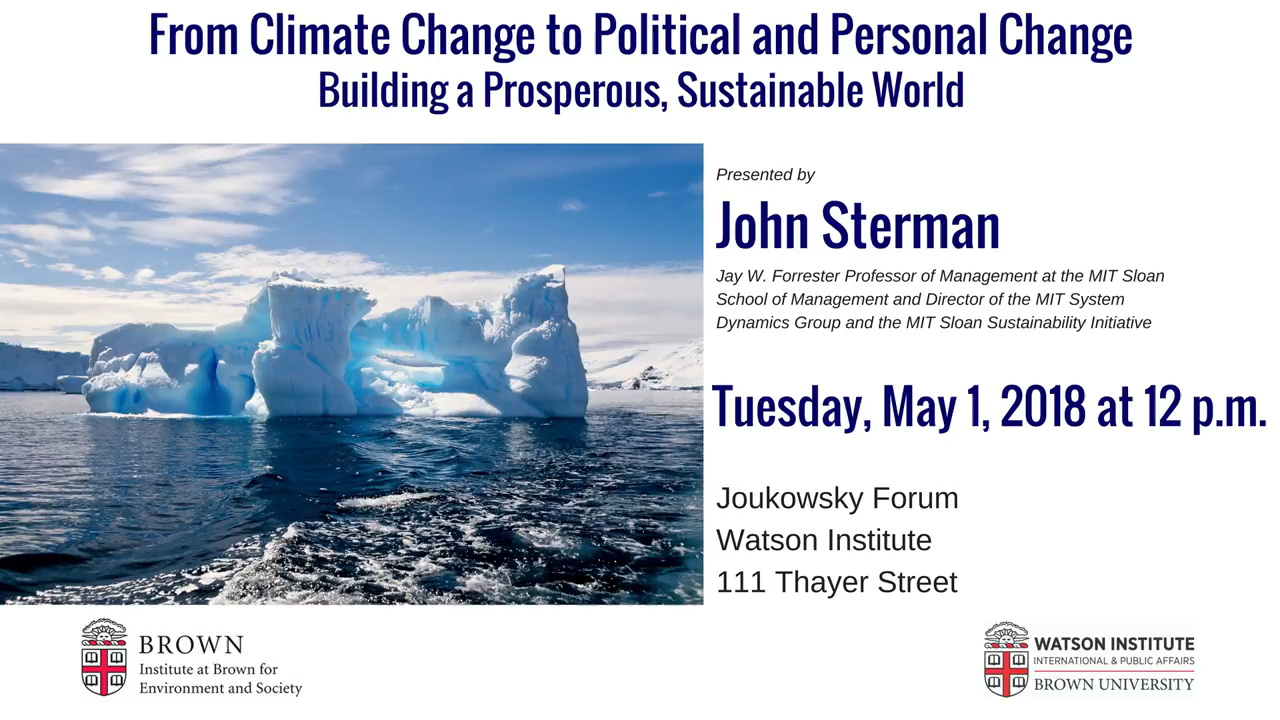 From Climate Change to Political and Personal Change
Building a Prosperous, Sustainable World
Presented by
John Sterman
Jay W. Forrester Professor of Management at the MIT Sloan
School of Management and Director of the MIT System
Dynamics Group and the MIT Sloan Sustainability Initiative
Tuesday, May 1, 2018 at 12 p.m.
Joukowsky Forum
Watson Institute
111 Thayer Street
BROWN
Institute at Brown for
Environment and Society
WATSON INSTITUTE
INTERNATIONAL & PUBLIC AFFAIRS
BROWN UNIVERSITY